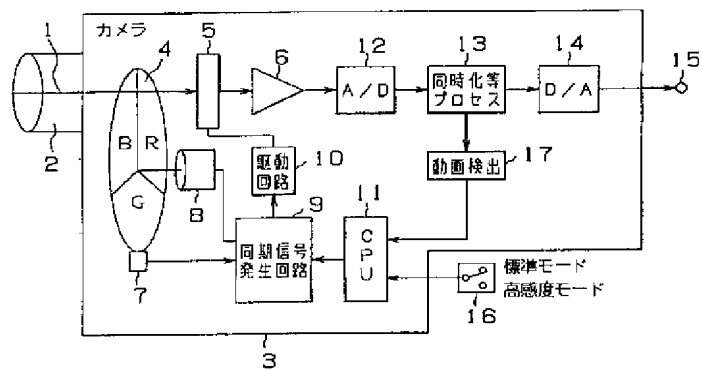 カメラ
1
4
5
6
12
13
14
15
A/D
同時化等
プロセス
D/A
2
B
R
G
8
駆動
回路
10
動画検出
17
9
11
同期信号
発生回路
CPU
7
標準モード
高感度モード
16
3